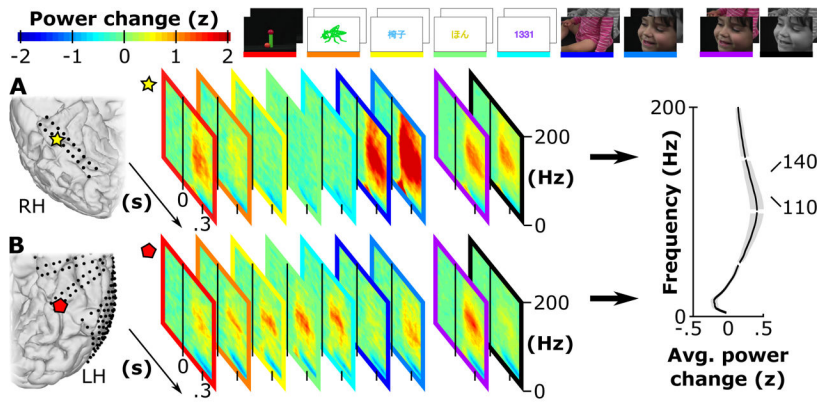 Power change (z)
-2 -1 0 1 2
椅子
ほん
1331
A
RH
(s)
0
.3
200
(Hz)
0
B
LH
(s)
0
.3
200
(Hz)
0
200
Frequency (Hz)
140
110
0
-.5 0 .5
Avg. power
change (z)